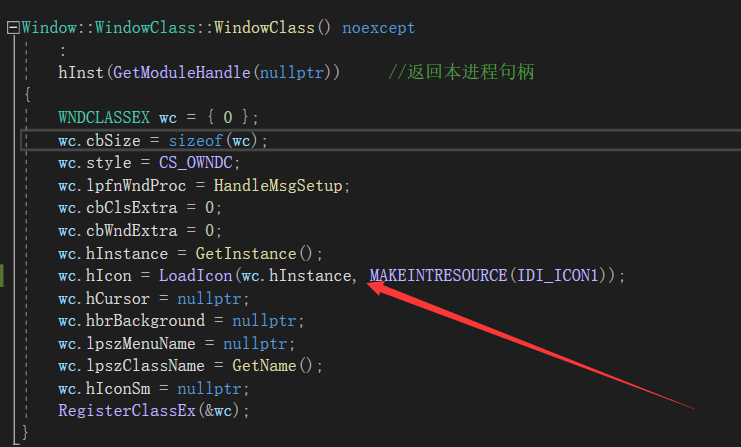 Window::WindowClass::WindowClass() noexcept
:
hInst(GetModuleHandle(nullptr)) //返回本进程句柄
{
WNDCLASSEX wc = { 0 };
wc.cbSize = sizeof(wc);
wc.style = CS_OWNDC;
wc.lpfnWndProc = HandleMsgSetup;
wc.cbClsExtra = 0;
wc.cbWndExtra = 0;
wc.hInstance = GetInstance();
wc.hIcon = LoadIcon(wc.hInstance, MAKEINTRESOURCE(IDI_ICON1));
wc.hCursor = nullptr;
wc.hbrBackground = nullptr;
wc.lpszMenuName = nullptr;
wc.lpszClassName = GetName();
wc.hIconSm = nullptr;
RegisterClassEx(&wc);
}